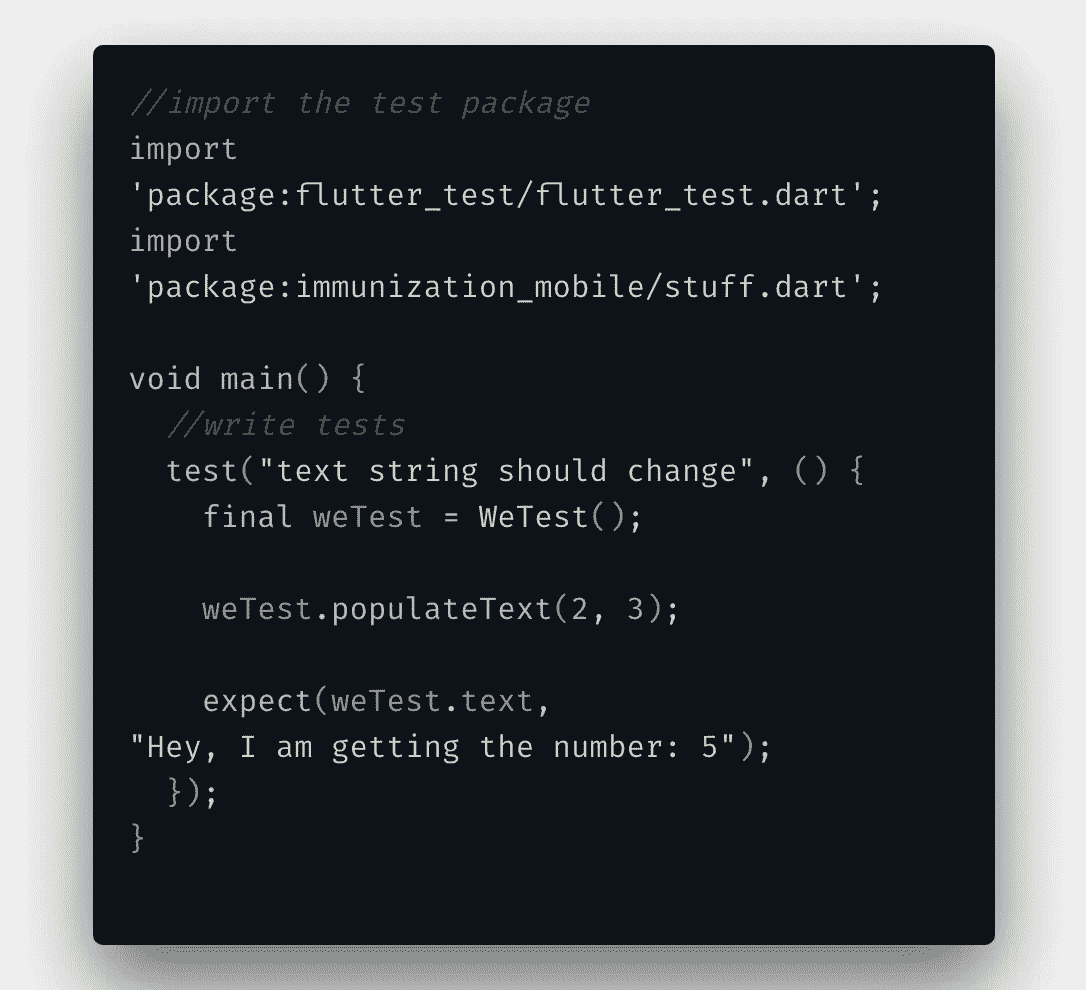 //import the test package
import
'package:flutter_test/flutter_test.dart';
import
'package:immunization_mobile/stuff.dart';

void main() {
  //write tests
  test("text string should change", () {
    final weTest = WeTest();

    weTest.populateText(2, 3);

    expect(weTest.text,
"Hey, I am getting the number: 5");
  });
}